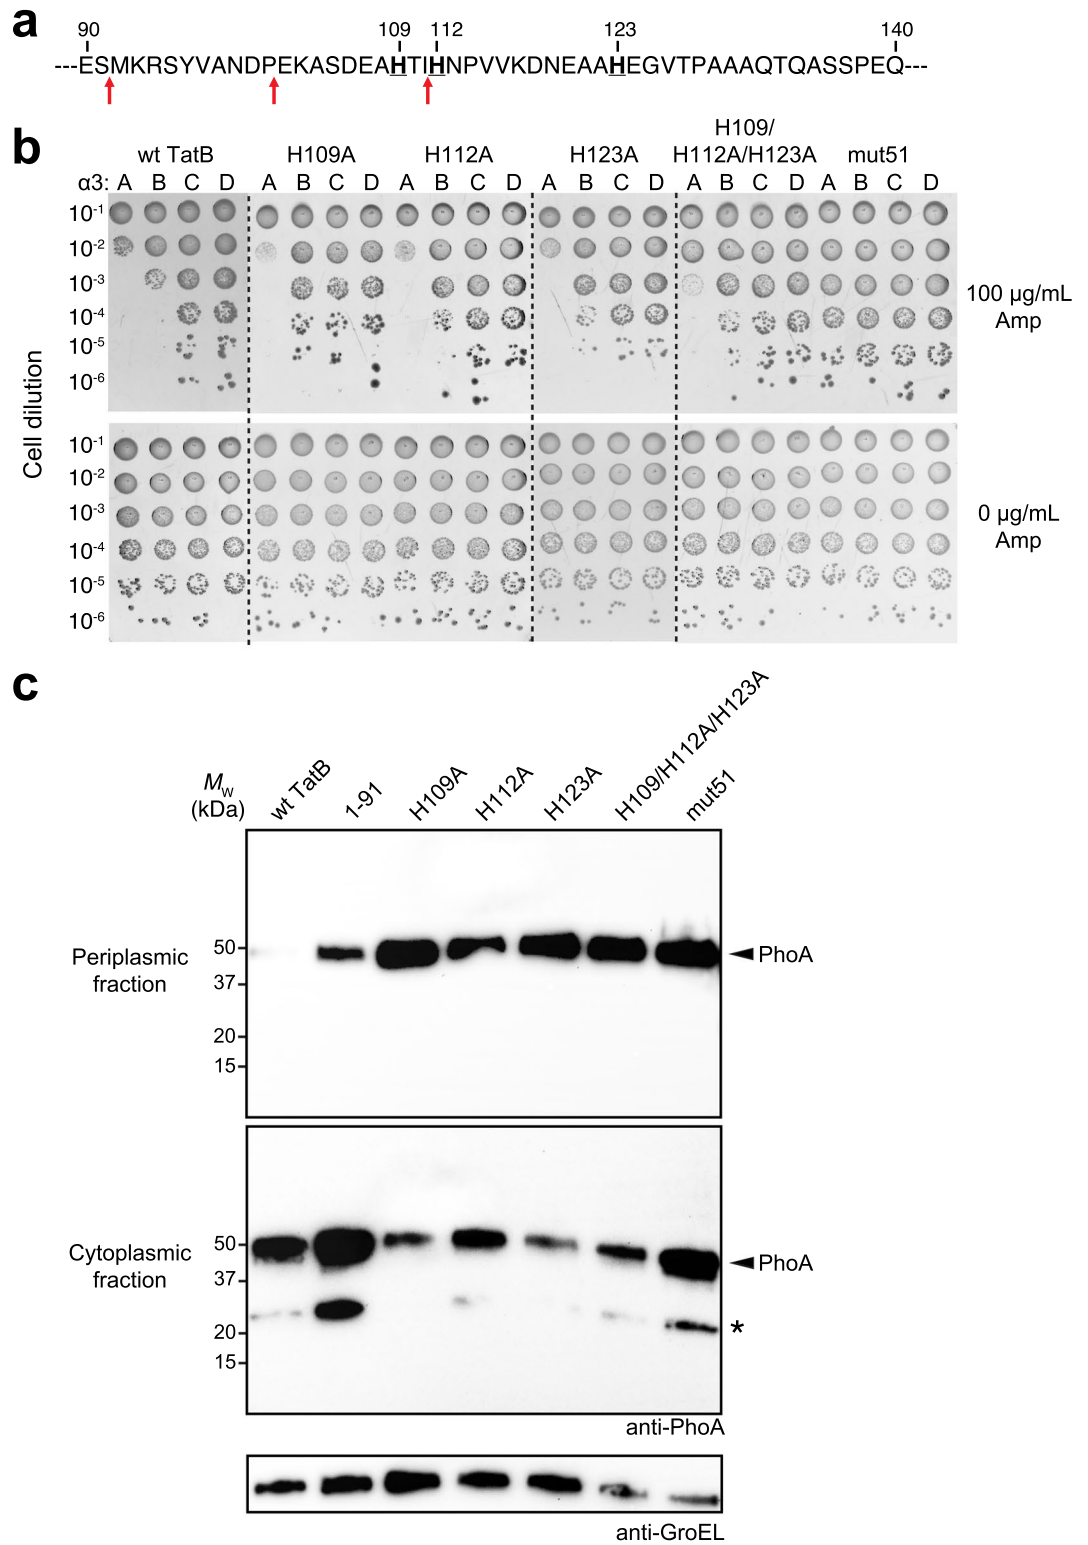 a
90 109 112 123 140
---ESMKRSYVANDPEKASDEAHTIHNPVVKDNEAAHEGVTPAAAQTQASSPEQ---
b
wt TatB H109A H112A H123A H109/
H112A/H123A mut51
α3: A B C D A B C D A B C D A B C D A B C D A B C D
10-1
10-2
10-3
10-4
10-5
10-6
100 µg/mL
Amp
Cell dilution
10-1
10-2
10-3
10-4
10-5
10-6
0 µg/mL
Amp
c
Mw
(kDa)
wt TatB 1-91 H109A H112A H123A H109/H112A/H123A mut51
Periplasmic
fraction
50
37
20
15
PhoA
Cytoplasmic
fraction
50
37
20
15
PhoA
*
anti-PhoA
anti-GroEL